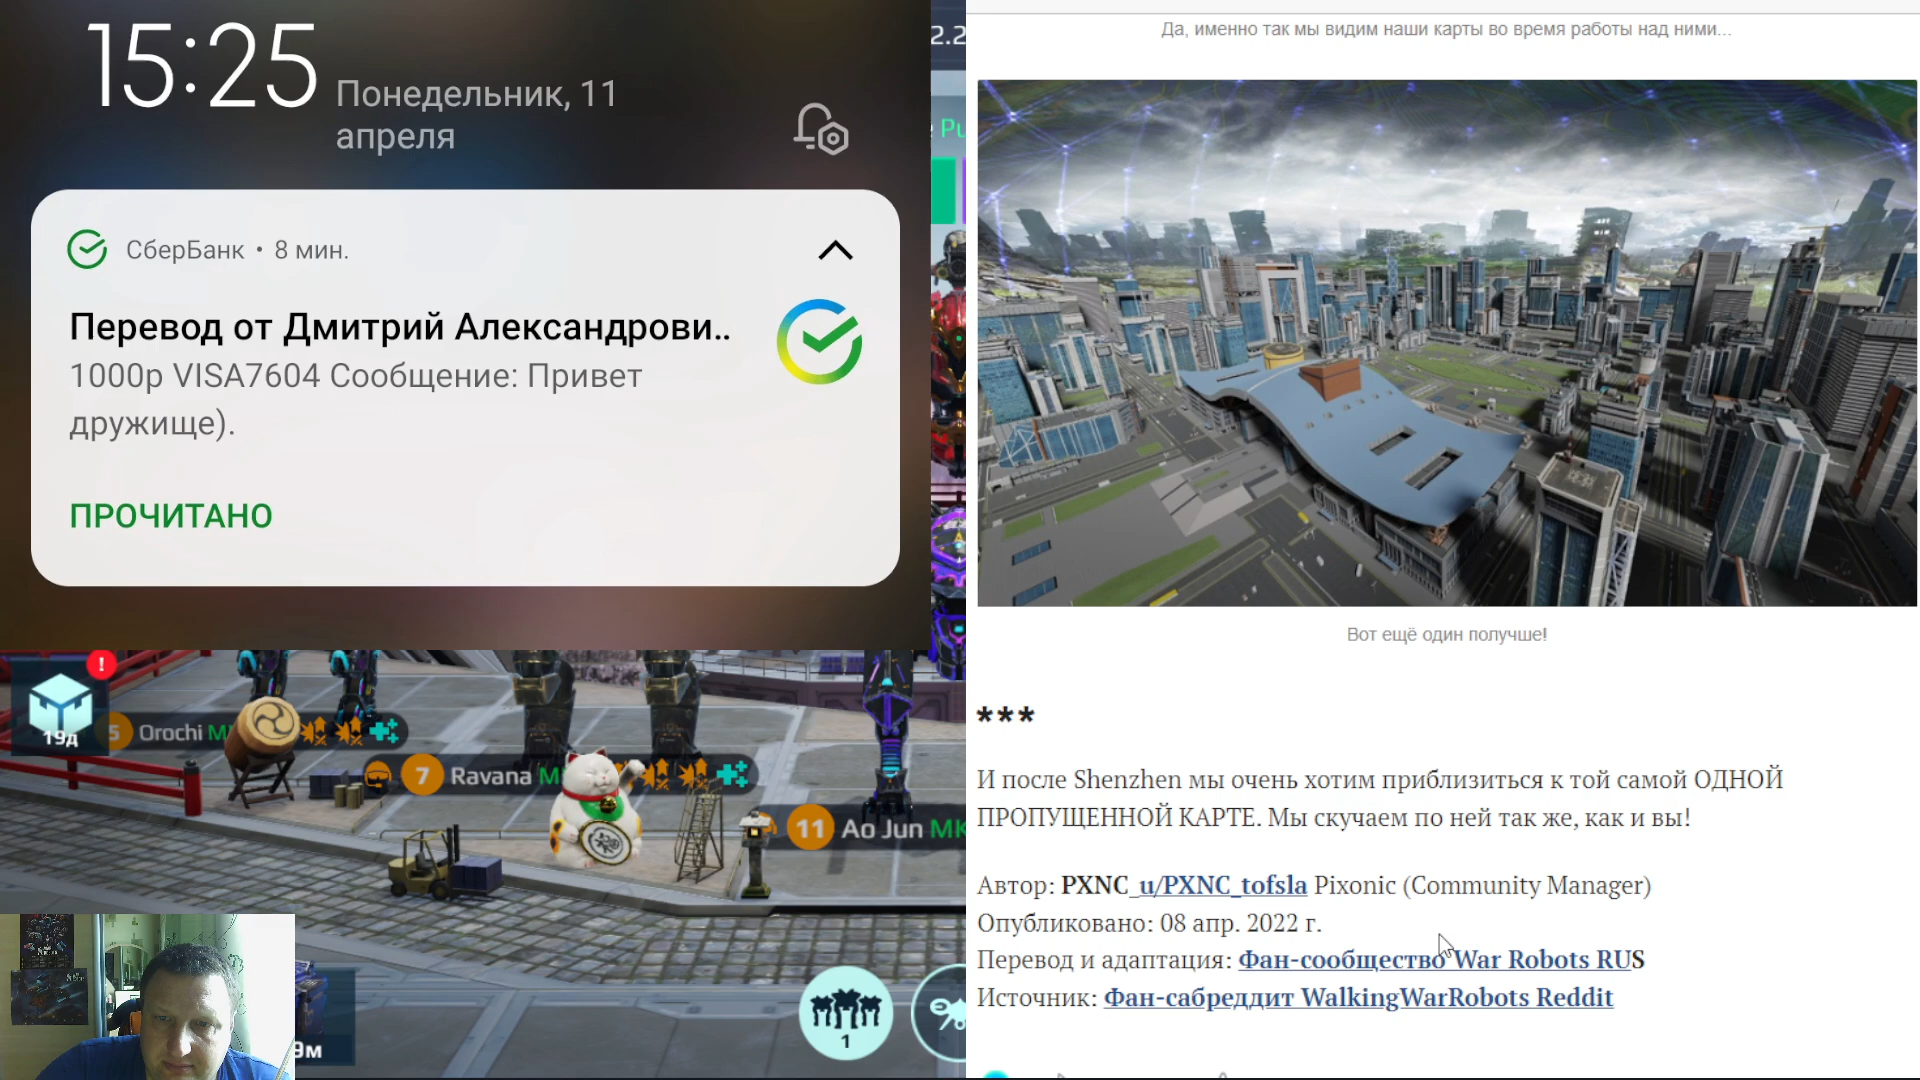 15:25
Понедельник, 11
апреля
СберБанк • 8 мин.
Перевод от Дмитрий Александрови..
1000р VISA7604 Сообщение: Привет
дружище).
ПРОЧИТАНО
19д
5 Orochi
7 Ravana
11 Ao Jun MK
1
Да, именно так мы видим наши карты во время работы над ними...
Вот ещё один получше!
***
И после Shenzhen мы очень хотим приблизиться к той самой ОДНОЙ
ПРОПУЩЕННОЙ КАРТЕ. Мы скучаем по ней так же, как и вы!
Автор: PXNC_u/PXNC_tofsla Pixonic (Community Manager)
Опубликовано: 08 апр. 2022 г.
Перевод и адаптация: Фан-сообщество War Robots RUS
Источник: Фан-сабреддит WalkingWarRobots Reddit